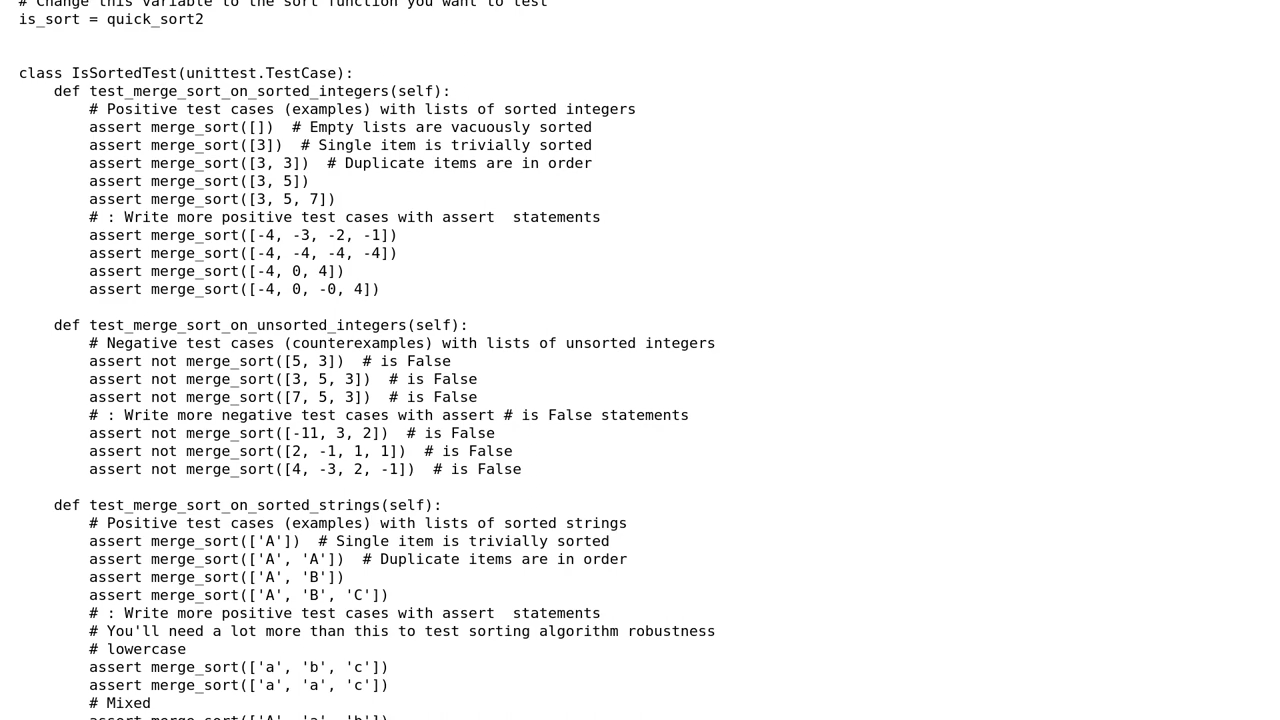 # Change this variable to the sort function you want to test
is_sort = quick_sort2
class IsSortedTest(unittest.TestCase):
    def test_merge_sort_on_sorted_integers(self):
        # Positive test cases (examples) with lists of sorted integers
        assert merge_sort([])  # Empty lists are vacuously sorted
        assert merge_sort([3])  # Single item is trivially sorted
        assert merge_sort([3, 3])  # Duplicate items are in order
        assert merge_sort([3, 5])
        assert merge_sort([3, 5, 7])
        # : Write more positive test cases with assert  statements
        assert merge_sort([-4, -3, -2, -1])
        assert merge_sort([-4, -4, -4, -4])
        assert merge_sort([-4, 0, 4])
        assert merge_sort([-4, 0, -0, 4])
    def test_merge_sort_on_unsorted_integers(self):
        # Negative test cases (counterexamples) with lists of unsorted integers
        assert not merge_sort([5, 3])  # is False
        assert not merge_sort([3, 5, 3])  # is False
        assert not merge_sort([7, 5, 3])  # is False
        # : Write more negative test cases with assert # is False statements
        assert not merge_sort([-11, 3, 2])  # is False
        assert not merge_sort([2, -1, 1, 1])  # is False
        assert not merge_sort([4, -3, 2, -1])  # is False
    def test_merge_sort_on_sorted_strings(self):
        # Positive test cases (examples) with lists of sorted strings
        assert merge_sort(['A'])  # Single item is trivially sorted
        assert merge_sort(['A', 'A'])  # Duplicate items are in order
        assert merge_sort(['A', 'B'])
        assert merge_sort(['A', 'B', 'C'])
        # : Write more positive test cases with assert  statements
        # You'll need a lot more than this to test sorting algorithm robustness
        # lowercase
        assert merge_sort(['a', 'b', 'c'])
        assert merge_sort(['a', 'a', 'c'])
        # Mixed
        assert merge_sort(['A', 'a', 'b'])